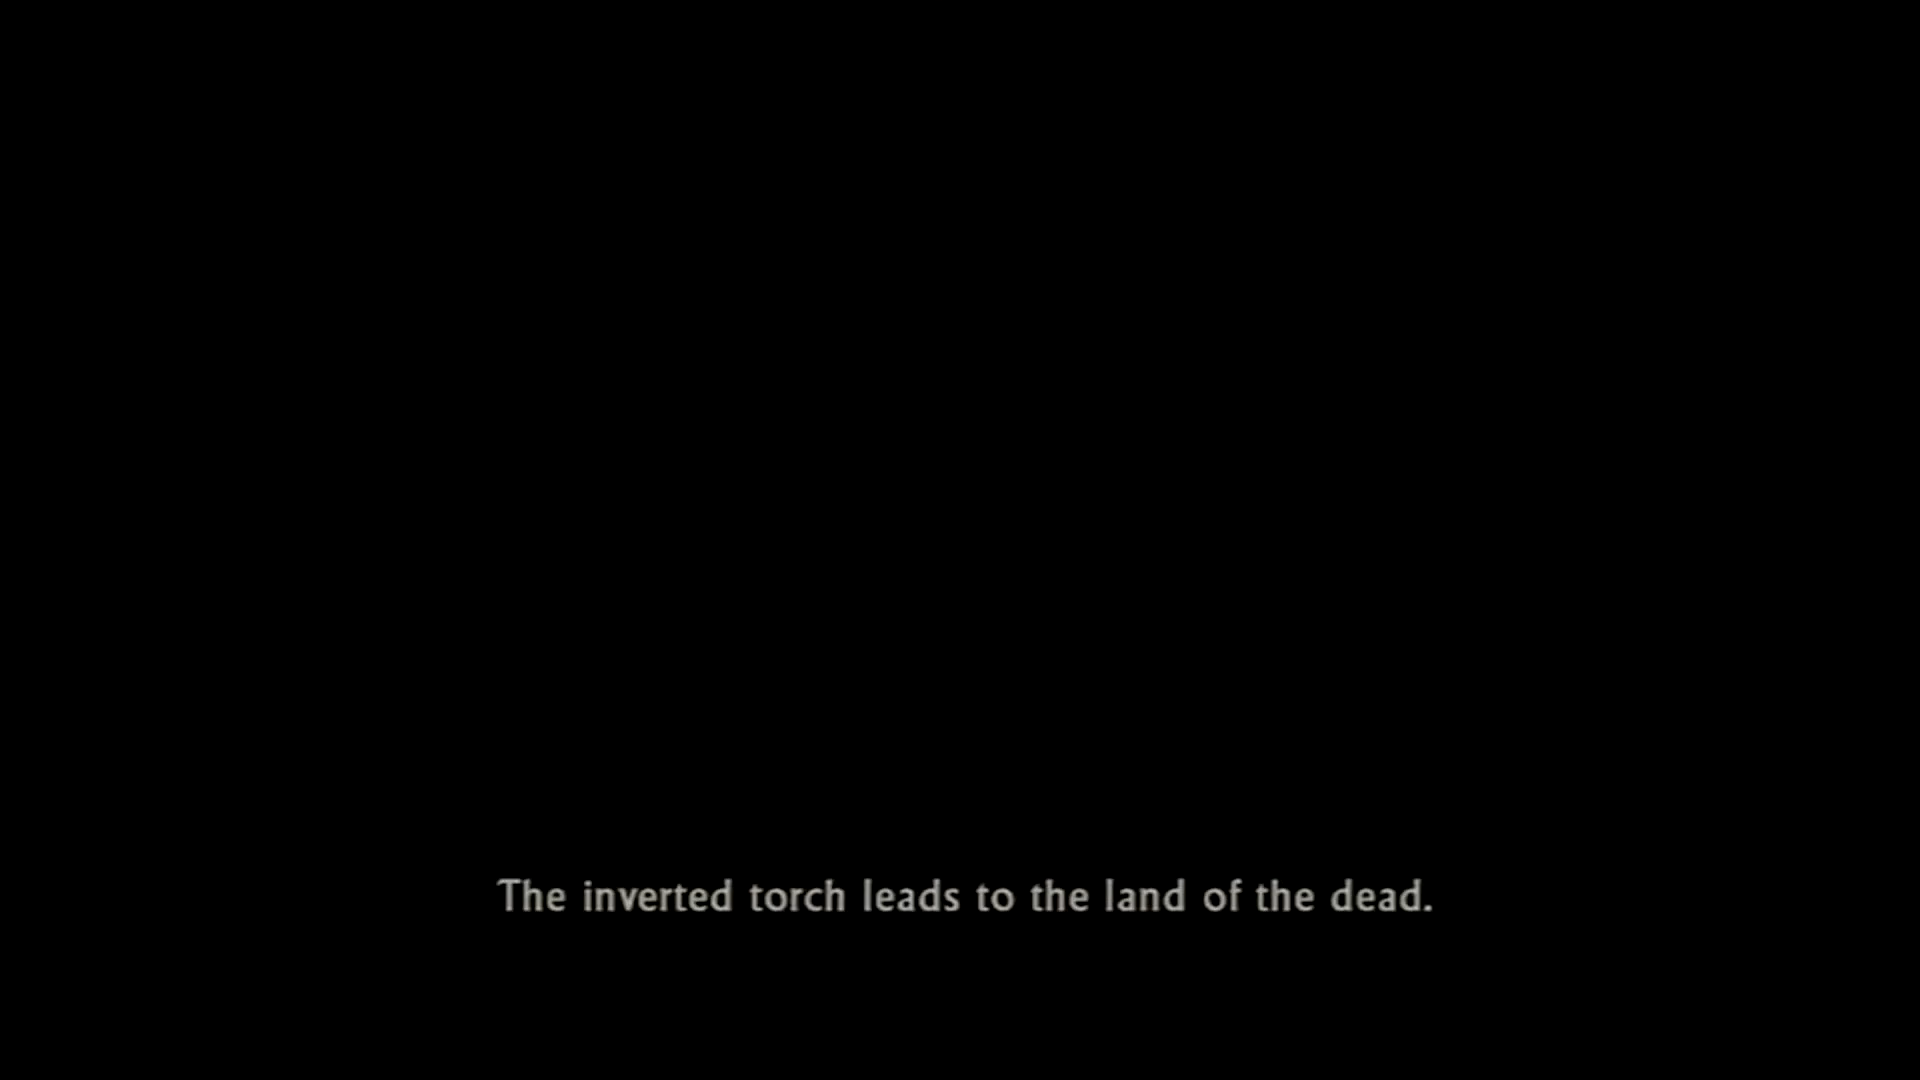 The inverted torch leads to the land of the dead.